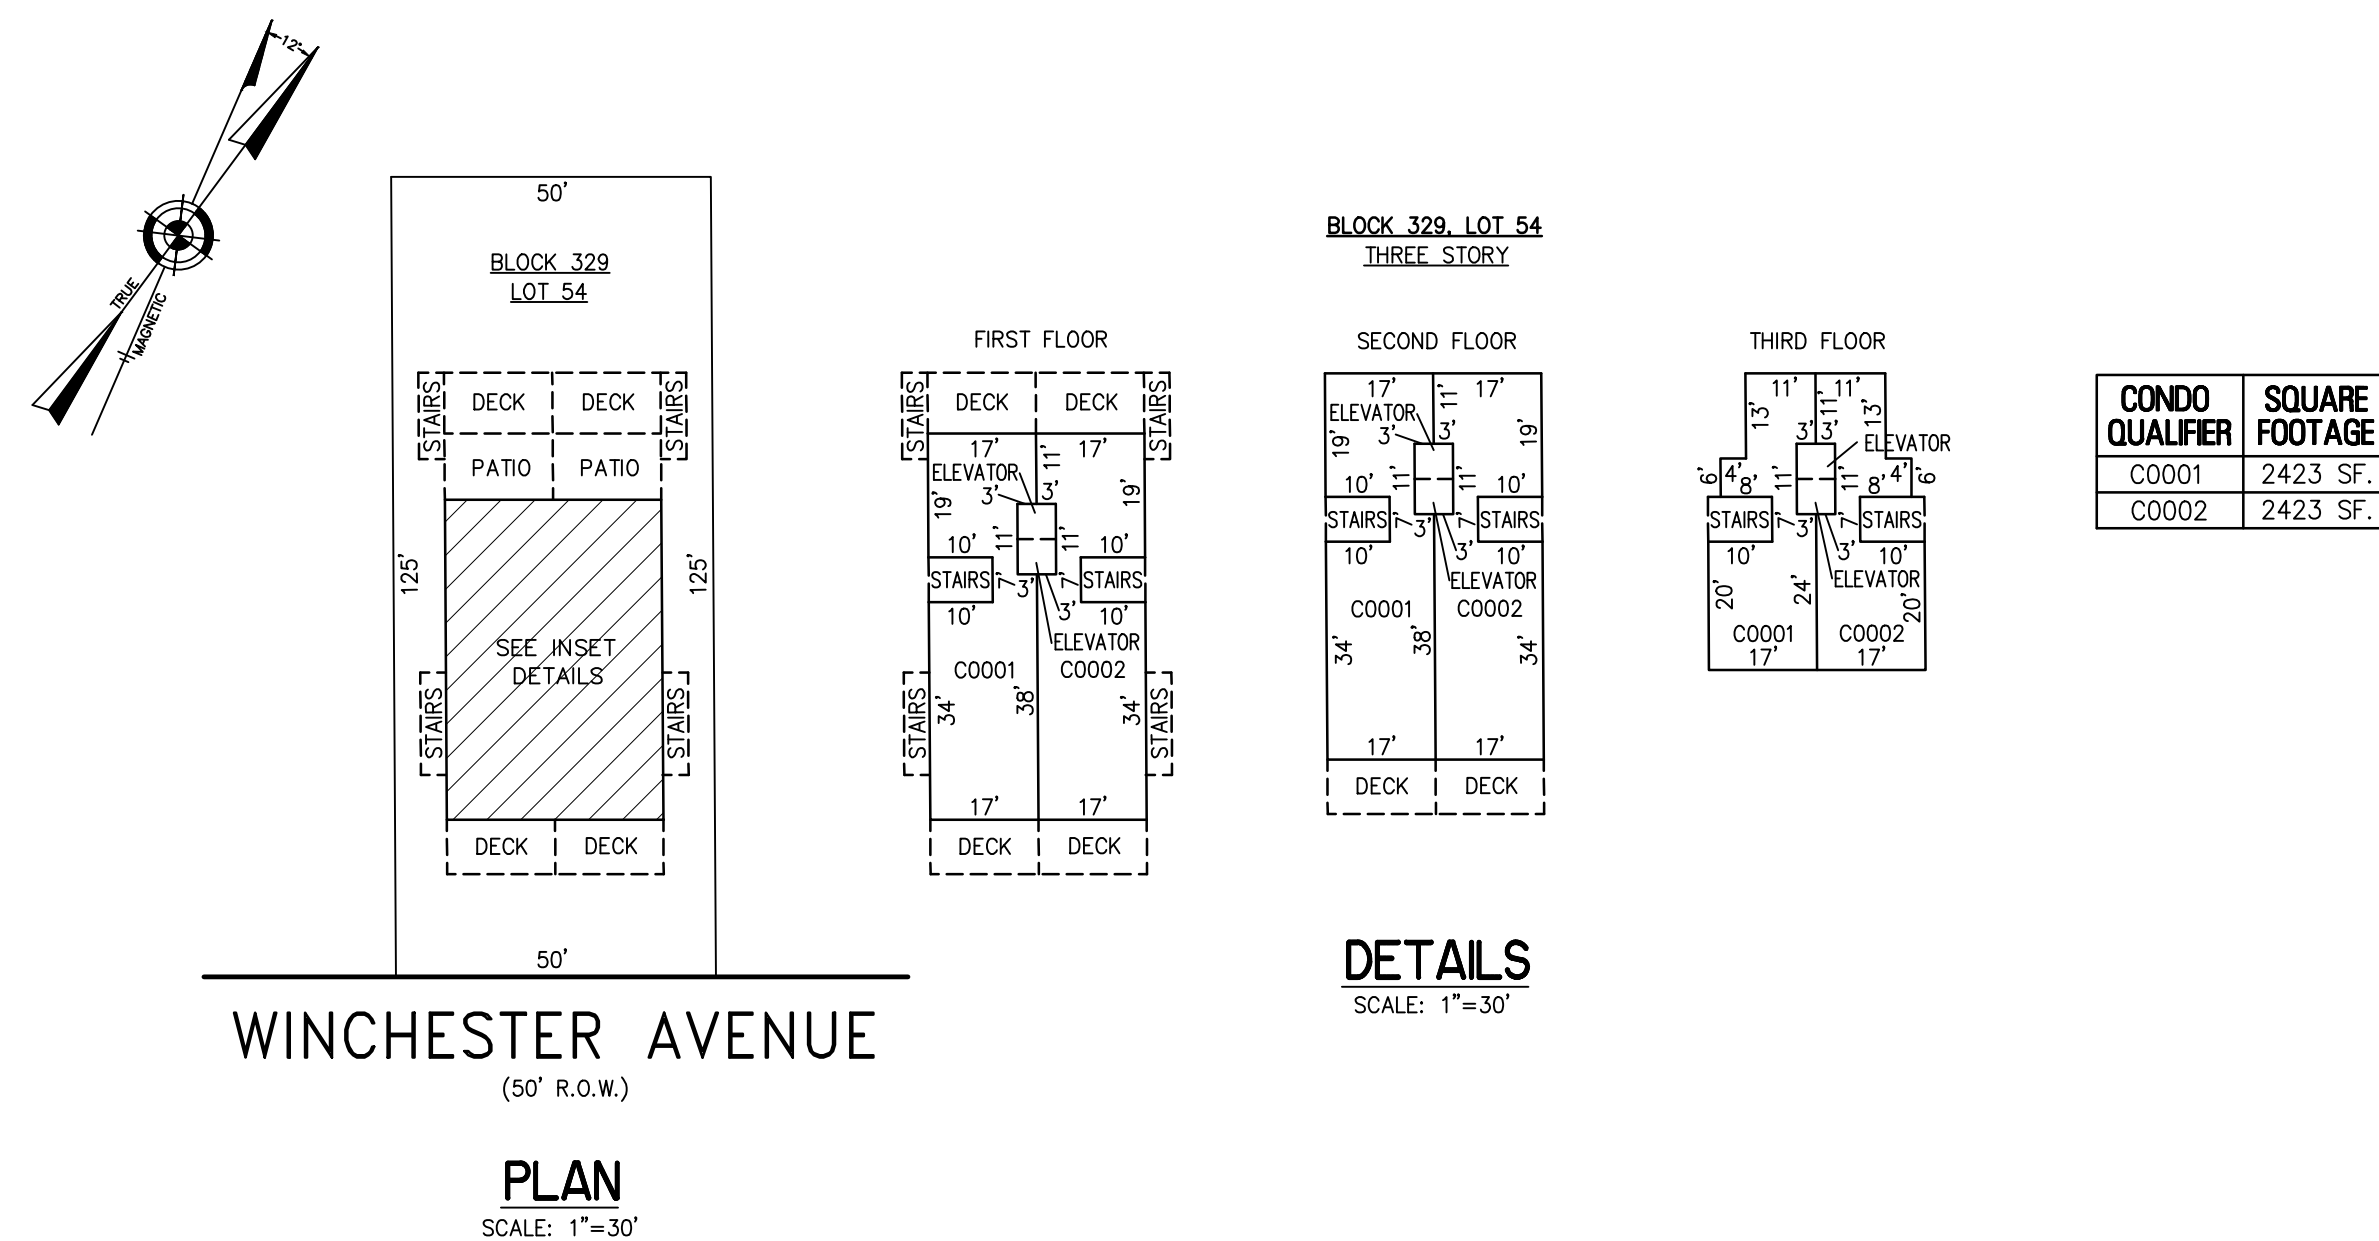 12°
TRUE
MAGNETIC
50'
BLOCK 329
LOT 54
STAIRS
DECK
DECK
STAIRS
PATIO
PATIO
125'
125'
SEE INSET
DETAILS
STAIRS
STAIRS
DECK
DECK
50'
WINCHESTER AVENUE
(50' R.O.W.)
PLAN
SCALE: 1"=30'
BLOCK 329, LOT 54
THREE STORY
FIRST FLOOR
STAIRS
DECK
DECK
STAIRS
17'
11'
17'
ELEVATOR
3'
3'
19'
19'
11'
11'
10'
10'
STAIRS
7'
3'
7'
STAIRS
10'
3'
10'
ELEVATOR
C0001
C0002
STAIRS
34'
38'
34'
STAIRS
17'
17'
DECK
DECK
SECOND FLOOR
17'
11'
17'
ELEVATOR
3'
3'
19'
19'
11'
11'
10'
10'
STAIRS
7'
3'
7'
STAIRS
10'
3'
10'
ELEVATOR
C0001
C0002
34'
38'
34'
17'
17'
DECK
DECK
THIRD FLOOR
11'
11'
11'
13'
13'
3'
3'
ELEVATOR
6'
4'
8'
11'
11'
8'
4'
6'
STAIRS
7'
3'
7'
STAIRS
10'
3'
10'
ELEVATOR
20'
24'
20'
C0001
C0002
17'
17'
DETAILS
SCALE: 1"=30'
CONDO QUALIFIER
SQUARE FOOTAGE
C0001 2423 SF.
C0002 2423 SF.